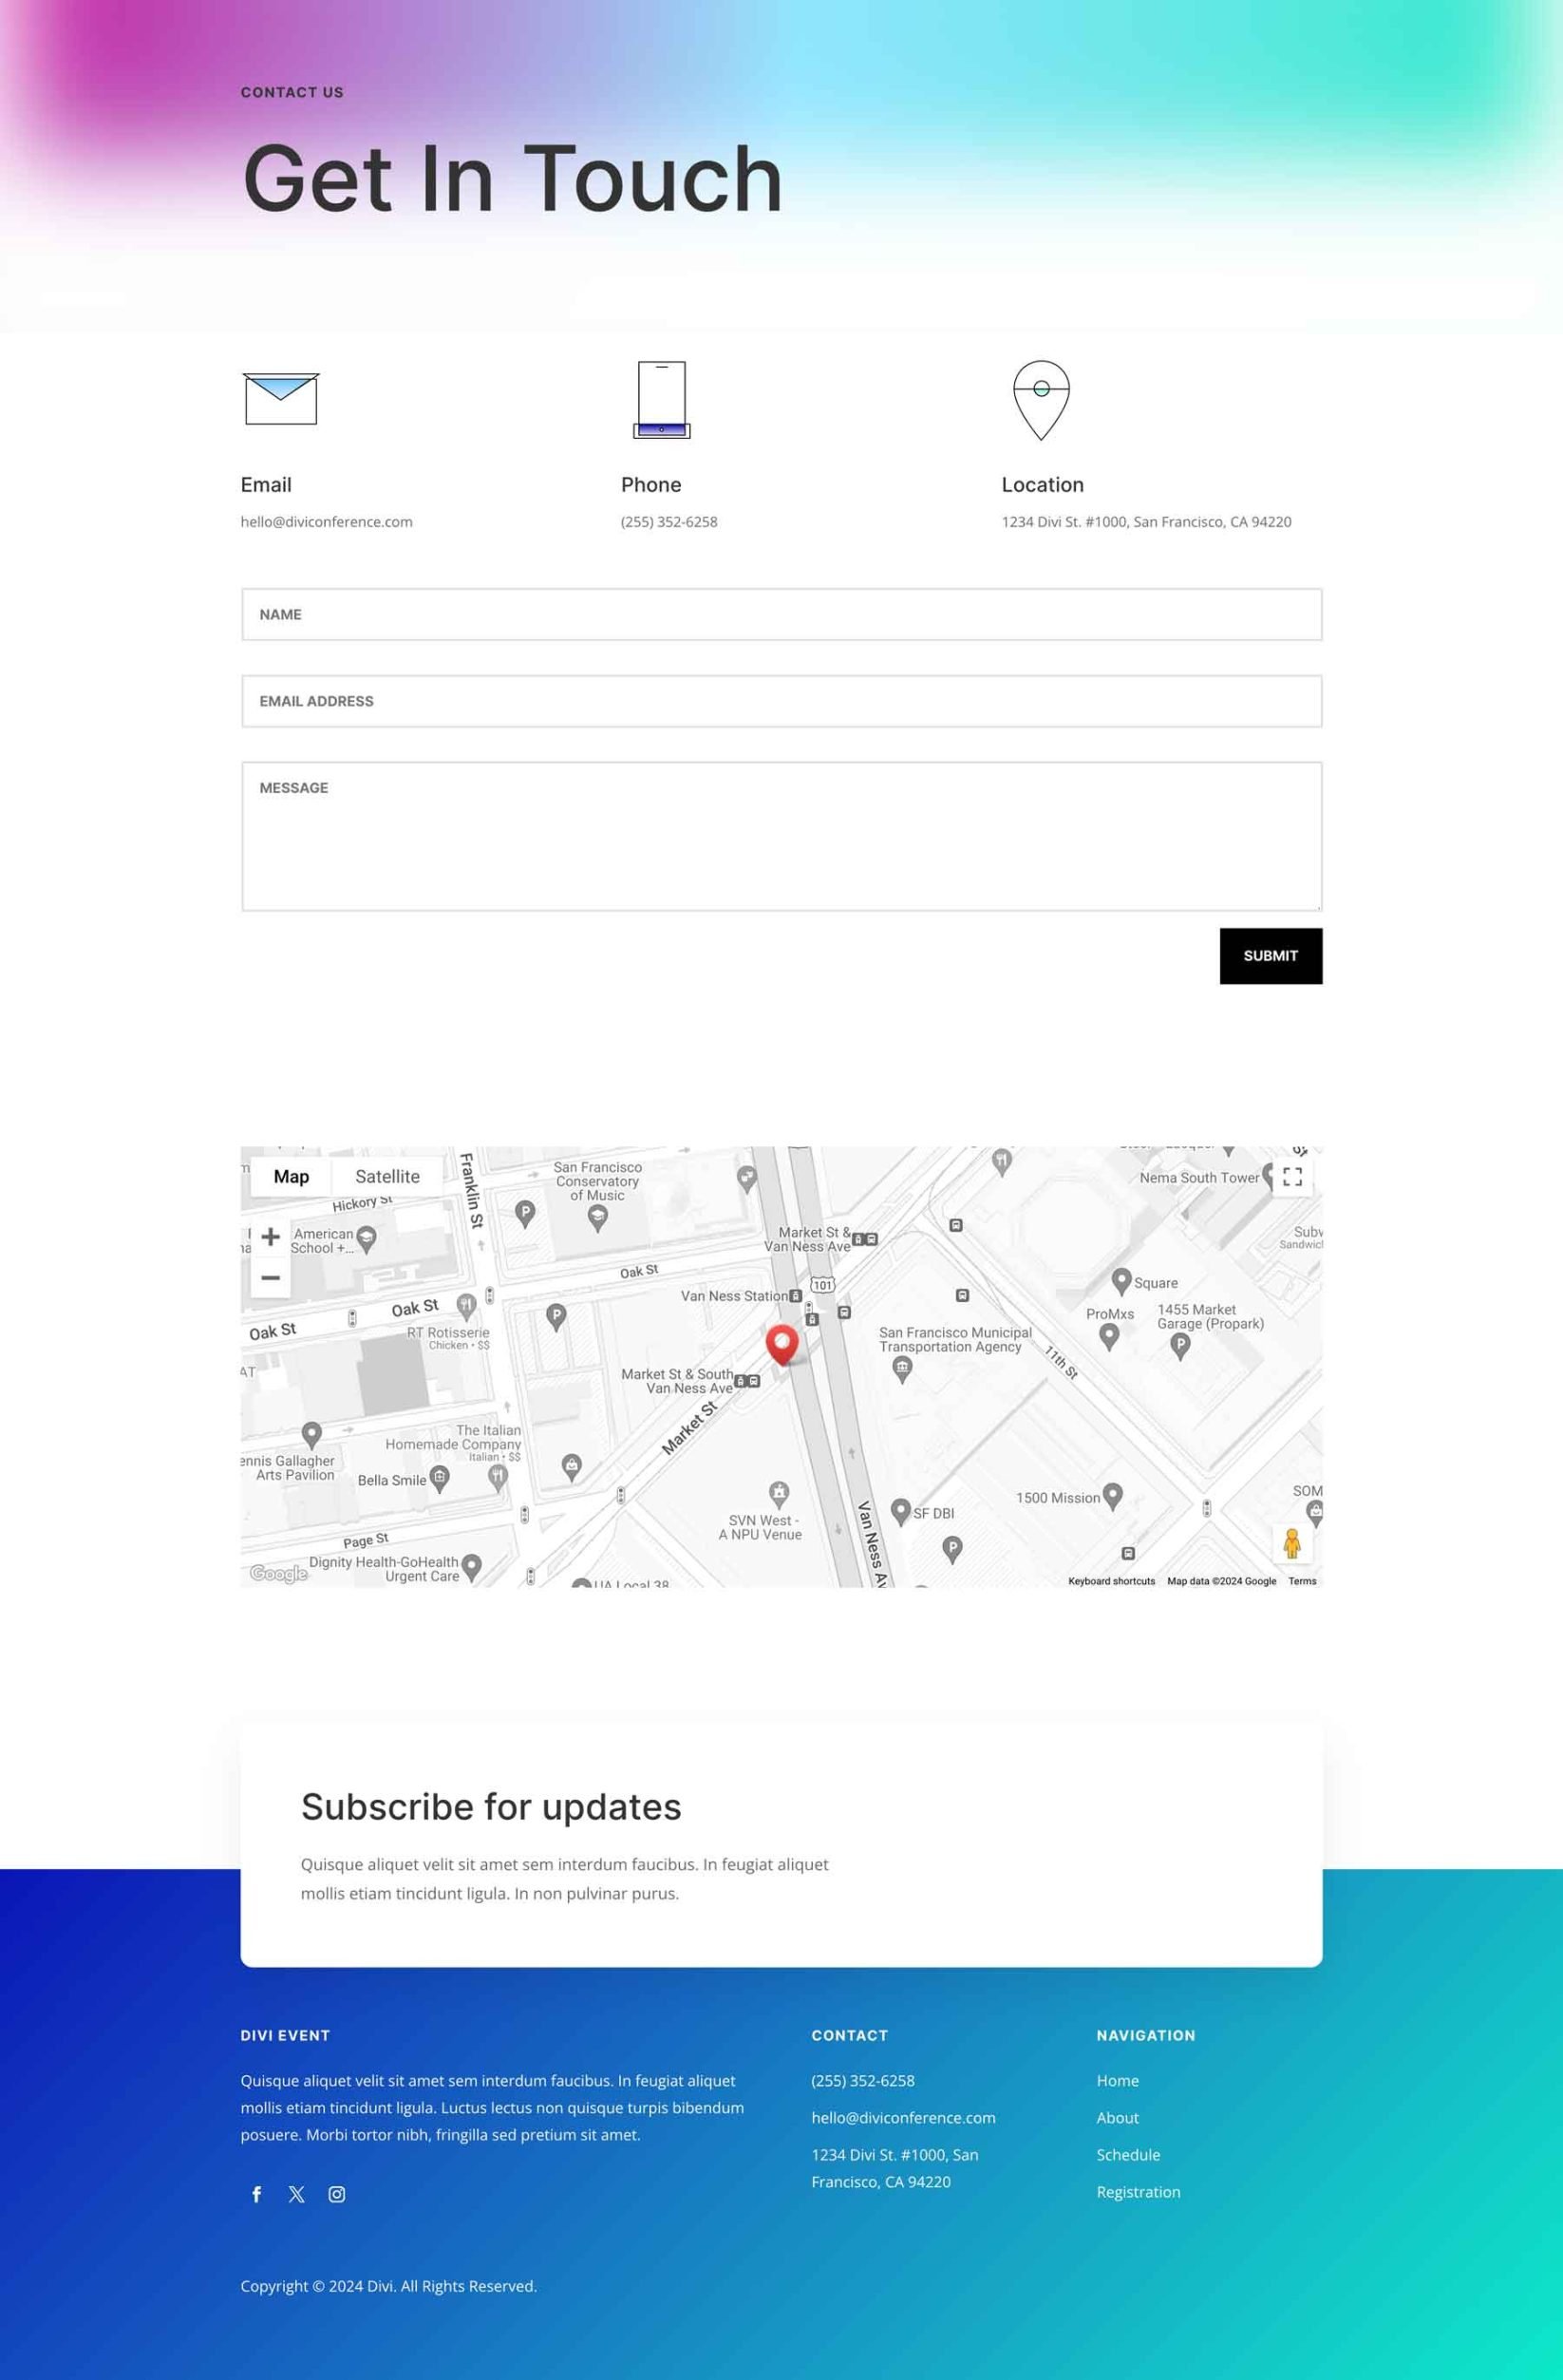 CONTACT US
Get In Touch
Email
hello@diviconference.com
Phone
(255) 352-6258
Location
1234 Divi St. #1000, San Francisco, CA 94220
NAME
EMAIL ADDRESS
MESSAGE
SUBMIT
Map
Satellite
Hickory St
Franklin St
San Francisco
Conservatory
of Music
Nema South Tower
American
School +...
Market St &
Van Ness Ave
Sandwich
Oak St
101
Square
Van Ness Station
Oak St
Oak St
RT Rotisserie
Chicken • $$
ProMxs
1455 Market
Garage (Propark)
San Francisco Municipal
Transportation Agency
11th St
Market St & South
Van Ness Ave
Market St
The Italian
Homemade Company
Italian • $$
ennis Gallagher
Arts Pavilion
Bella Smile
1500 Mission
SOM
SVN West -
A NPU Venue
SF DBI
Van Ness Av
Page St
Dignity Health-GoHealth
Urgent Care
UA Local 38
Google
Keyboard shortcuts
Map data ©2024 Google
Terms
Subscribe for updates
Quisque aliquet velit sit amet sem interdum faucibus. In feugiat aliquet
mollis etiam tincidunt ligula. In non pulvinar purus.
DIVI EVENT
Quisque aliquet velit sit amet sem interdum faucibus. In feugiat aliquet
mollis etiam tincidunt ligula. Luctus lectus non quisque turpis bibendum
posuere. Morbi tortor nibh, fringilla sed pretium sit amet.
CONTACT
(255) 352-6258
hello@diviconference.com
1234 Divi St. #1000, San
Francisco, CA 94220
NAVIGATION
Home
About
Schedule
Registration
Copyright © 2024 Divi. All Rights Reserved.